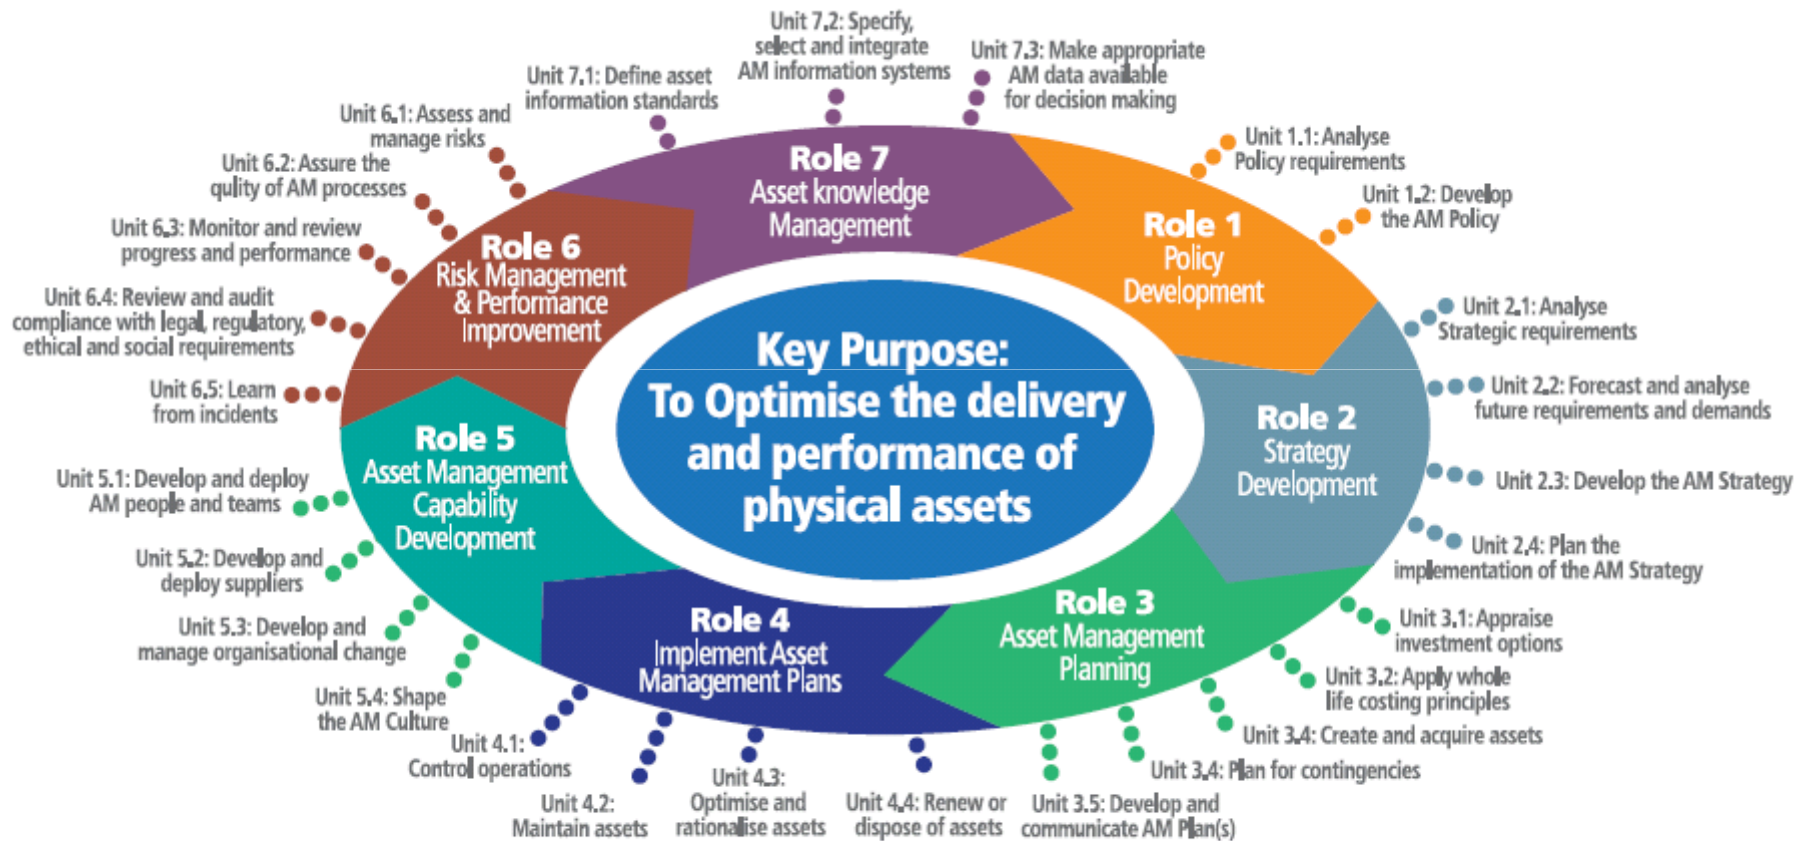 Unit 7.2: Specify,
select and integrate
AM information systems
Unit 7.3: Make appropriate
AM data available
for decision making
Unit 7.1: Define asset
information standards
Unit 6.1: Assess and
manage risks
Unit 6.2: Assure the
qulity of AM processes
Unit 6.3: Monitor and review
progress and performance
Unit 6.4: Review and audit
compliance with legal, regulatory,
ethical and social requirements
Unit 6.5: Learn
from incidents
Unit 5.1: Develop and deploy
AM people and teams
Unit 5.2: Develop and
deploy suppliers
Unit 5.3: Develop and
manage organisational change
Unit 5.4: Shape
the AM Culture
Unit 4.1:
Control operations
Unit 4.2:
Maintain assets
Unit 4.3:
Optimise and
rationalise assets
Unit 4.4: Renew or
dispose of assets
Unit 3.5: Develop and
communicate AM Plan(s)
Unit 3.4: Plan for contingencies
Unit 3.4: Create and acquire assets
Unit 3.2: Apply whole
life costing principles
Unit 3.1: Appraise
investment options
Unit 2.4: Plan the
implementation of the AM Strategy
Unit 2.3: Develop the AM Strategy
Unit 2.2: Forecast and analyse
future requirements and demands
Unit 2.1: Analyse
Strategic requirements
Unit 1.2: Develop
the AM Policy
Unit 1.1: Analyse
Policy requirements
Role 7
Asset knowledge
Management
Role 1
Policy
Development
Role 2
Strategy
Development
Role 3
Asset Management
Planning
Role 4
Implement Asset
Management Plans
Role 5
Asset Management
Capability
Development
Role 6
Risk Management
& Performance
Improvement
Key Purpose:
To Optimise the delivery
and performance of
physical assets